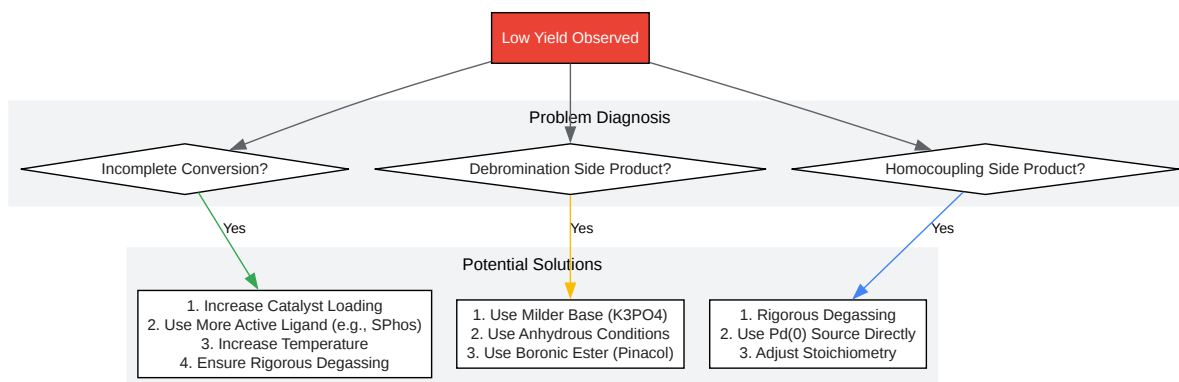 Low Yield Observed
Problem Diagnosis
Incomplete Conversion?
Debromination Side Product?
Homocoupling Side Product?
Yes
Yes
Yes
Potential Solutions
1. Increase Catalyst Loading
2. Use More Active Ligand (e.g., SPhos)
3. Increase Temperature
4. Ensure Rigorous Degassing
1. Use Milder Base (K3PO4)
2. Use Anhydrous Conditions
3. Use Boronic Ester (Pinacol)
1. Rigorous Degassing
2. Use Pd(0) Source Directly
3. Adjust Stoichiometry